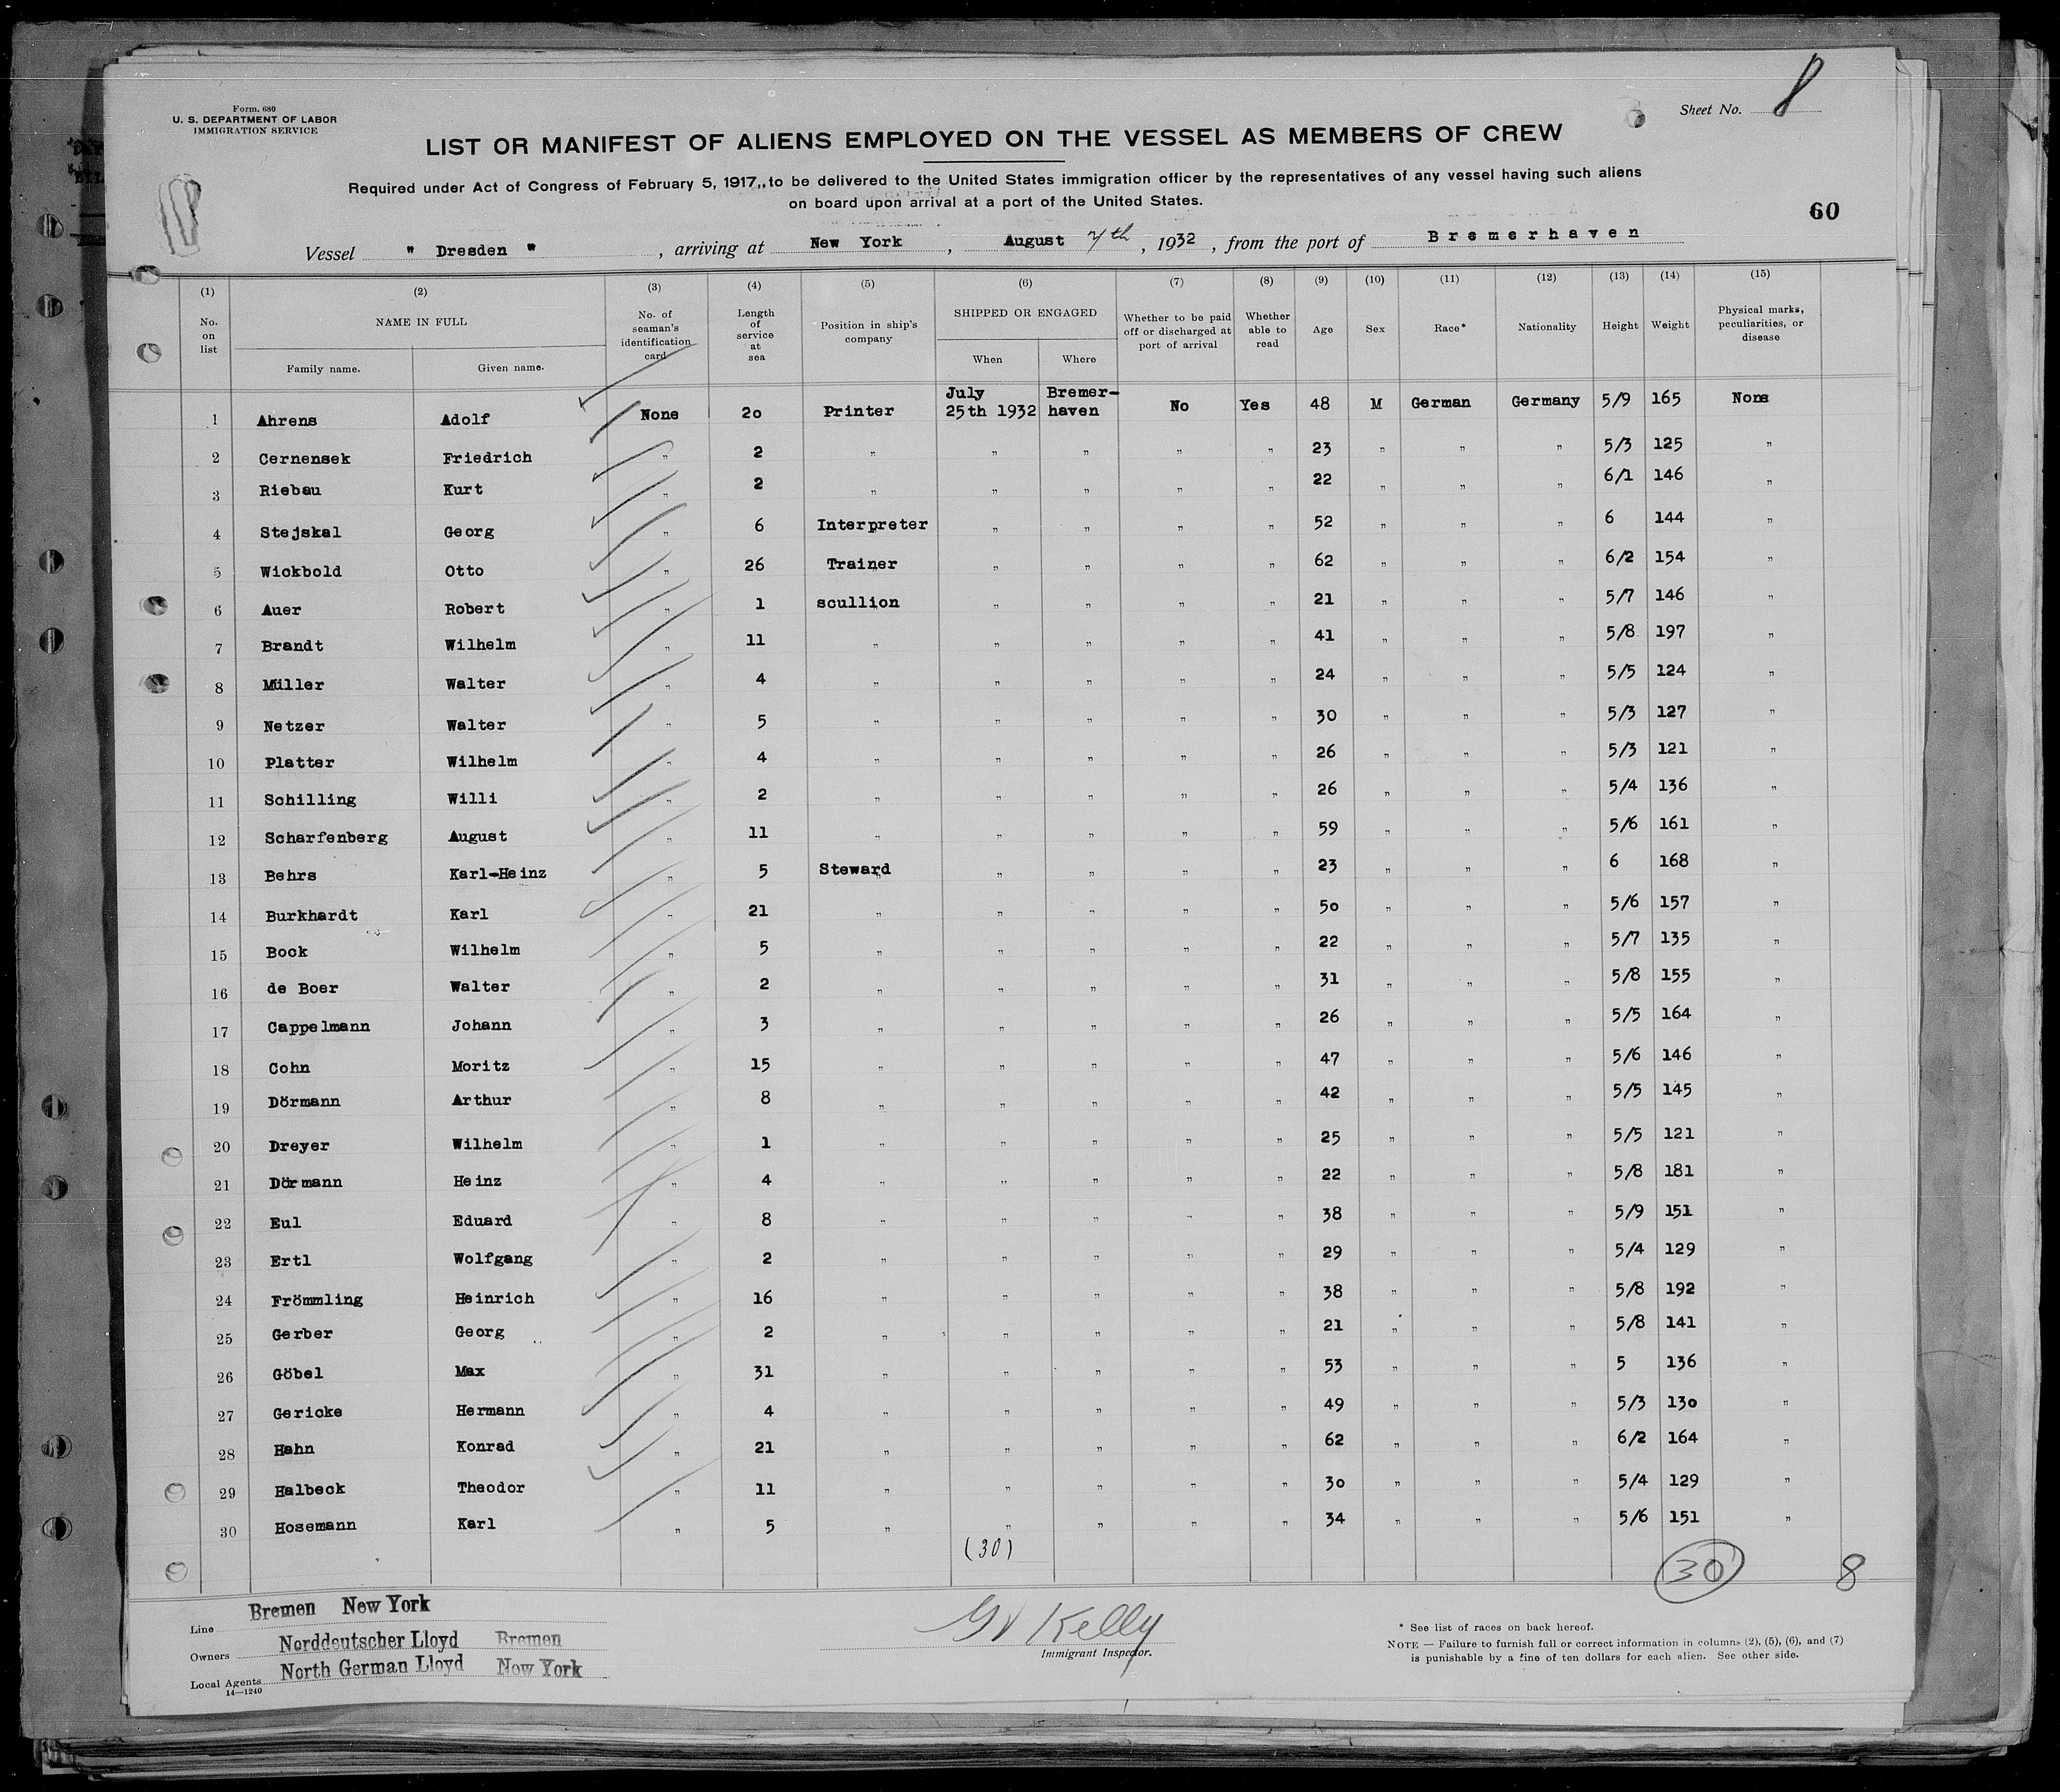 Form. 680
U. S. DEPARTMENT OF LABOR
IMMIGRATION SERVICE
Sheet No. 8
LIST OR MANIFEST OF ALIENS EMPLOYED ON THE VESSEL AS MEMBERS OF CREW
Required under Act of Congress of February 5, 1917, to be delivered to the United States immigration officer by the representatives of any vessel having such aliens
on board upon arrival at a port of the United States.
60
Vessel " Dresden " , arriving at New York , August 7th , 1932 , from the port of Bremerhaven
(1) (2) (3) (4) (5) (6) (7) (8) (9) (10) (11) (12) (13) (14) (15)
No. on list NAME IN FULL Family name. Given name. No. of seaman's identification card Length of service at sea Position in ship's company SHIPPED OR ENGAGED When Where Whether to be paid off or discharged at port of arrival Whether able to read Age Sex Race* Nationality Height Weight Physical marks, peculiarities, or disease
1 Ahrens Adolf None 20 Printer July 25th 1932 Bremer-haven No Yes 48 M German Germany 5/9 165 None
2 Cernensek Friedrich " 2 " " " " " 23 " " " 5/3 125 "
3 Riebau Kurt " 2 " " " " " 22 " " " 6/1 146 "
4 Stejskal Georg " 6 Interpreter " " " " 52 " " " 6 144 "
5 Wickbold Otto " 26 Trainer " " " " 62 " " " 6/2 154 "
6 Auer Robert " 1 scullion " " " " 21 " " " 5/7 146 "
7 Brandt Wilhelm " 11 " " " " " 41 " " " 5/8 197 "
8 Müller Walter " 4 " " " " " 24 " " " 5/5 124 "
9 Netzer Walter " 5 " " " " " 30 " " " 5/3 127 "
10 Platter Wilhelm " 4 " " " " " 26 " " " 5/3 121 "
11 Schilling Willi " 2 " " " " " 26 " " " 5/4 136 "
12 Scharfenberg August " 11 " " " " " 59 " " " 5/6 161 "
13 Behrs Karl-Heinz " 5 Steward " " " " 23 " " " 6 168 "
14 Burkhardt Karl " 21 " " " " " 50 " " " 5/6 157 "
15 Bock Wilhelm " 5 " " " " " 22 " " " 5/7 135 "
16 de Boer Walter " 2 " " " " " 31 " " " 5/8 155 "
17 Cappelmann Johann " 3 " " " " " 26 " " " 5/5 164 "
18 Cohn Moritz " 15 " " " " " 47 " " " 5/6 146 "
19 Dörmann Arthur " 8 " " " " " 42 " " " 5/5 145 "
20 Dreyer Wilhelm " 1 " " " " " 25 " " " 5/5 121 "
21 Dörmann Heinz " 4 " " " " " 22 " " " 5/8 181 "
22 Eul Eduard " 8 " " " " " 38 " " " 5/9 151 "
23 Ertl Wolfgang " 2 " " " " " 29 " " " 5/4 129 "
24 Frömmling Heinrich " 16 " " " " " 38 " " " 5/8 192 "
25 Gerber Georg " 2 " " " " " 21 " " " 5/8 141 "
26 Göbel Max " 31 " " " " " 53 " " " 5 136 "
27 Gericke Hermann " 4 " " " " " 49 " " " 5/3 130 "
28 Hahn Konrad " 21 " " " " " 62 " " " 6/2 164 "
29 Halbeck Theodor " 11 " " " " " 30 " " " 5/4 129 "
30 Hosemann Karl " 5 " " " " " 34 " " " 5/6 151 "
(30) 30 8
Line Bremen New York
Owners Norddeutscher Lloyd Bremen
Local Agents North German Lloyd New York
14—1240
Kelly
Immigrant Inspector.
* See list of races on back hereof.
NOTE — Failure to furnish full or correct information in columns (2), (5), (6), and (7)
is punishable by a fine of ten dollars for each alien. See other side.